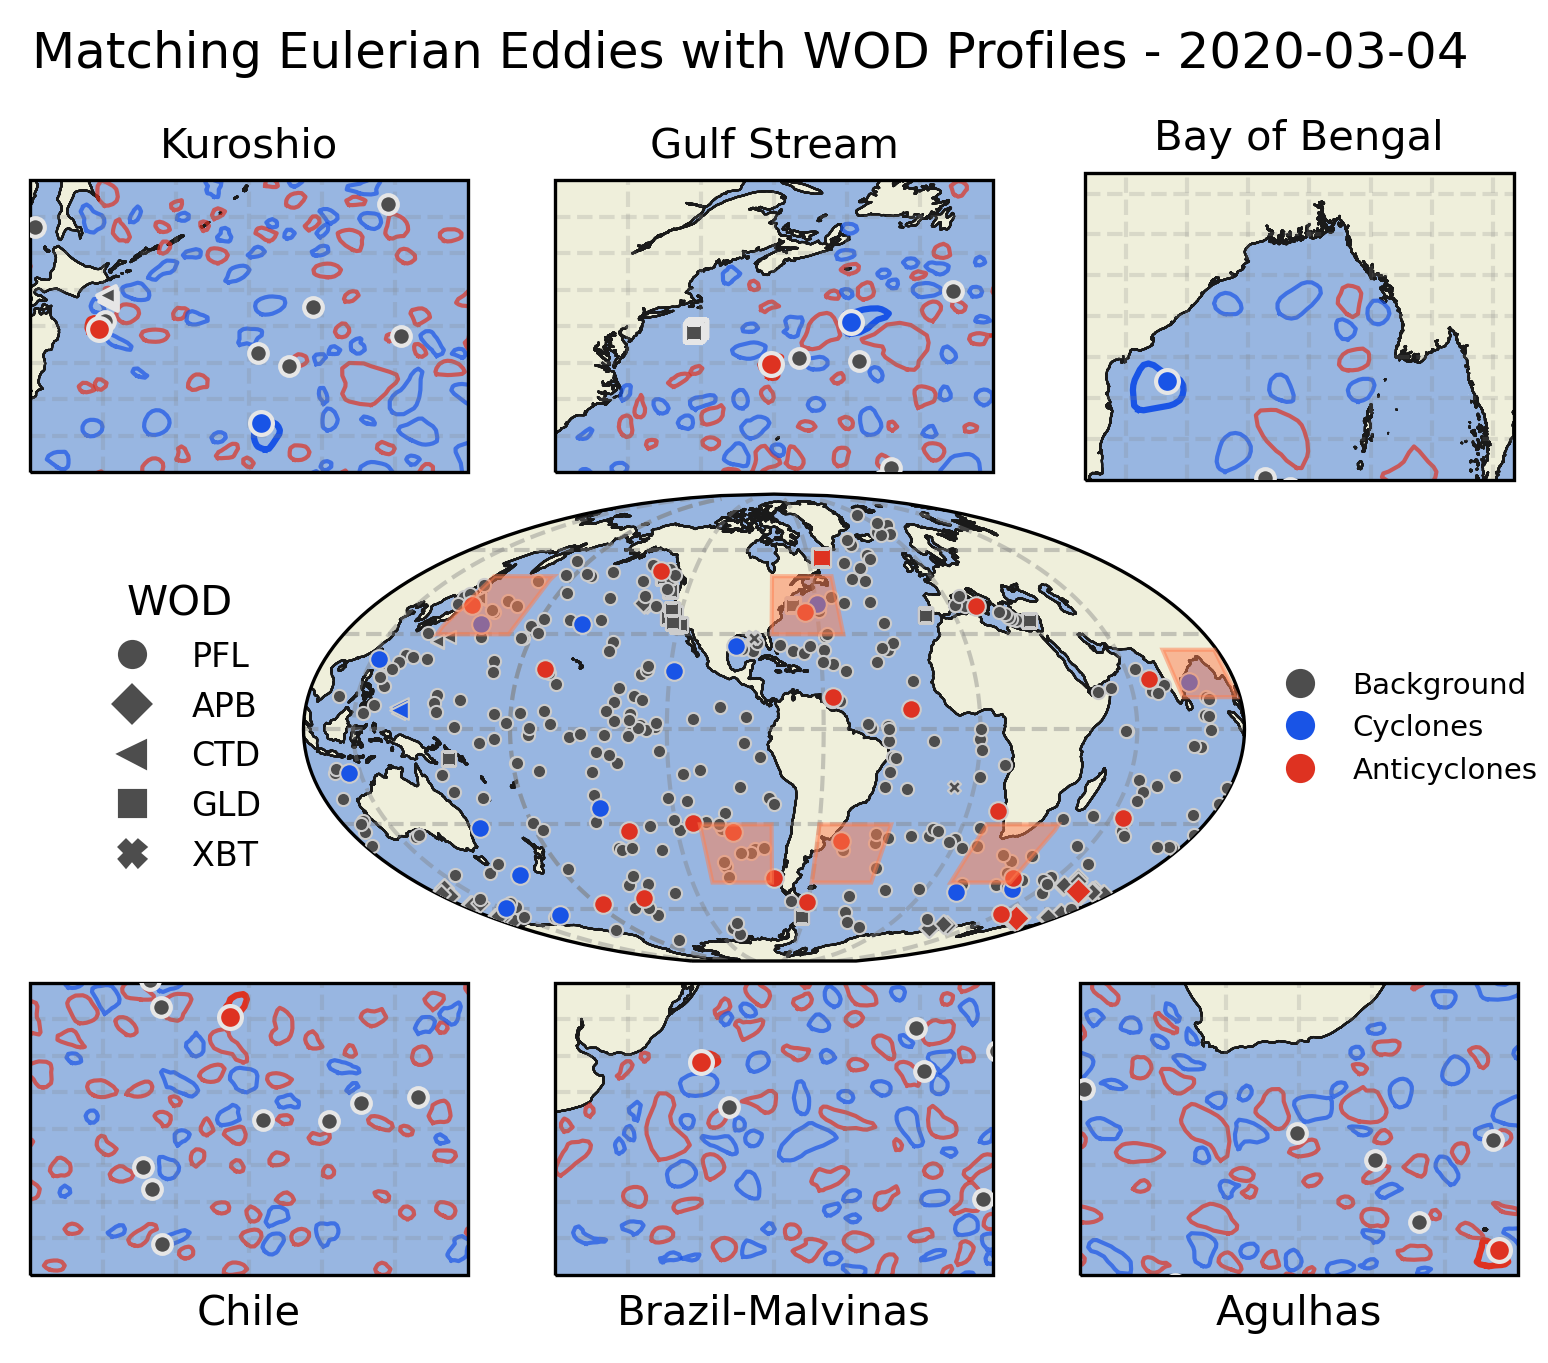 Matching Eulerian Eddies with WOD Profiles - 2020-03-04
Kuroshio
Gulf Stream
Bay of Bengal
WOD
PFL
APB
CTD
GLD
XBT
Background
Cyclones
Anticyclones
Chile
Brazil-Malvinas
Agulhas